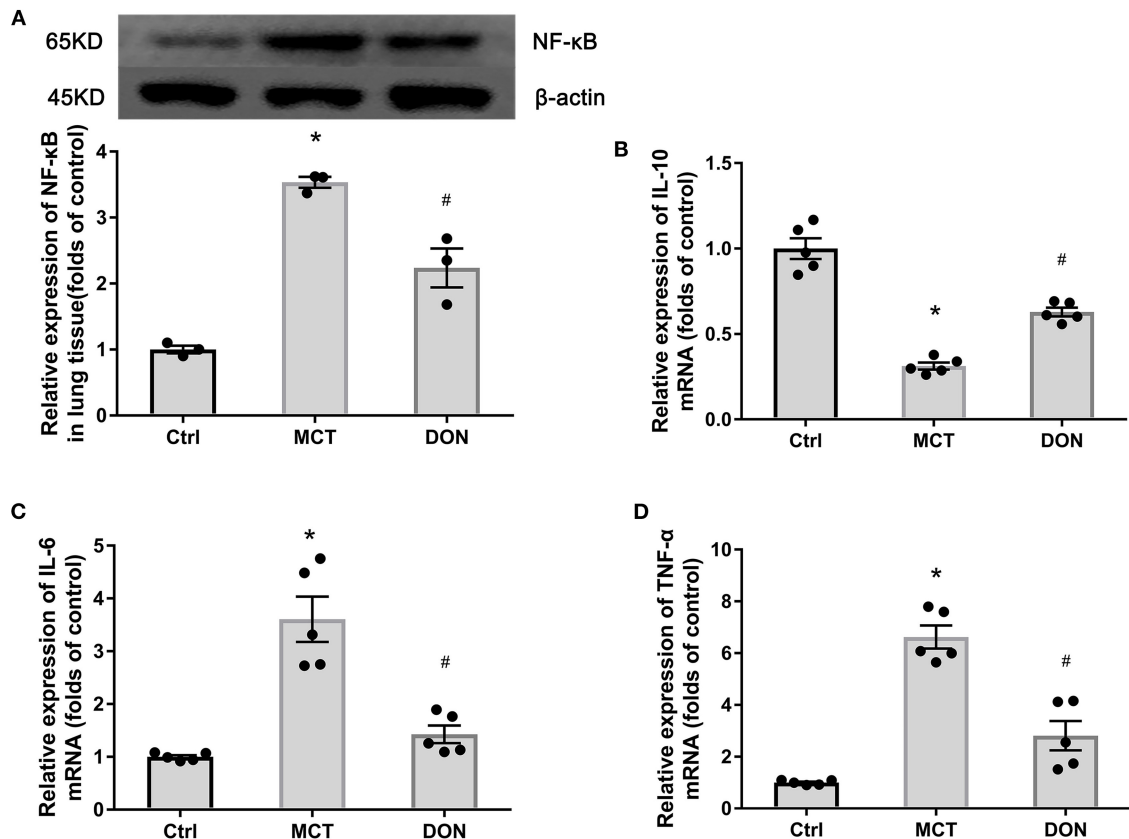 A
65KD
NF-κB
45KD
β-actin
Relative expression of NF-κB
in lung tissue(folds of control)
4
3
2
1
0
*
#
Ctrl
MCT
DON
B
Relative expression of IL-10
mRNA (folds of control)
1.5
1.0
0.5
0.0
*
#
Ctrl
MCT
DON
C
Relative expression of IL-6
mRNA (folds of control)
5
4
3
2
1
0
*
#
Ctrl
MCT
DON
D
Relative expression of TNF-α
mRNA (folds of control)
10
8
6
4
2
0
*
#
Ctrl
MCT
DON